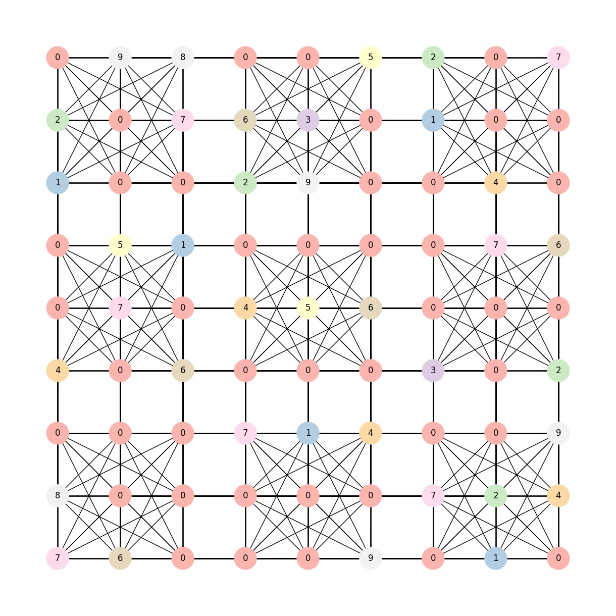 0 9 8 0 0 5 2 0 7
2 0 7 6 3 0 1 0 0
1 0 0 2 9 0 0 4 0
0 5 1 0 0 0 0 7 6
0 7 0 4 5 6 0 0 0
4 0 6 0 0 0 3 0 2
0 0 0 7 1 4 0 0 9
8 0 0 0 0 0 7 2 4
7 6 0 0 0 9 0 1 0